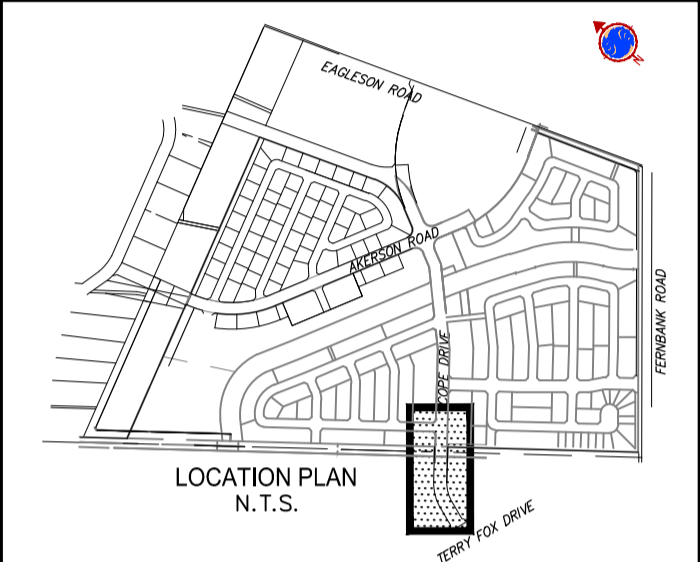 EAGLESON ROAD
N
AKERSON ROAD
FERNBANK ROAD
COPE DRIVE
LOCATION PLAN
N.T.S.
TERRY FOX DRIVE